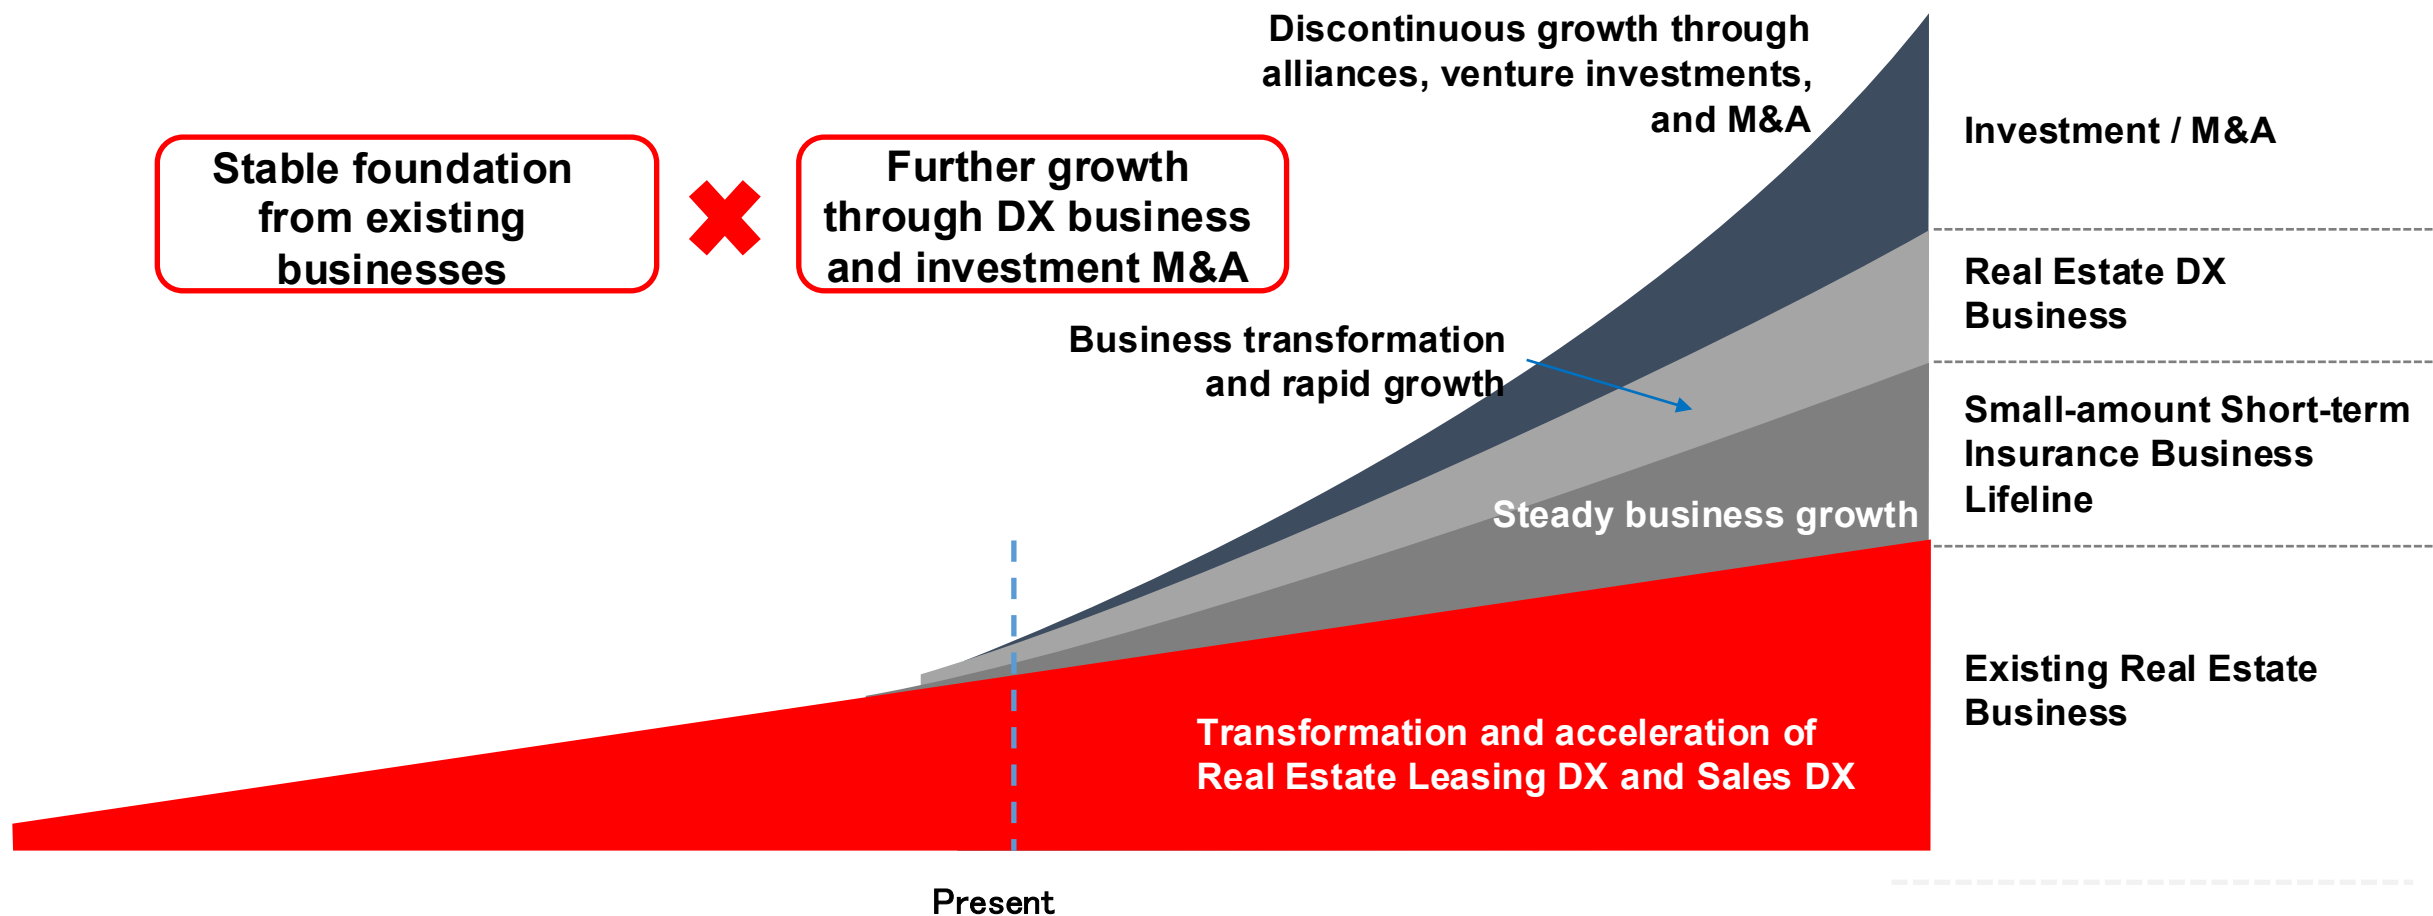 Discontinuous growth through
alliances, venture investments,
and M&A
Stable foundation
from existing
businesses
Further growth
through DX business
and investment M&A
Investment / M&A
Real Estate DX
Business
Business transformation
and rapid growth
Small-amount Short-term
Insurance Business
Lifeline
Steady business growth
Existing Real Estate
Business
Transformation and acceleration of
Real Estate Leasing DX and Sales DX
Present